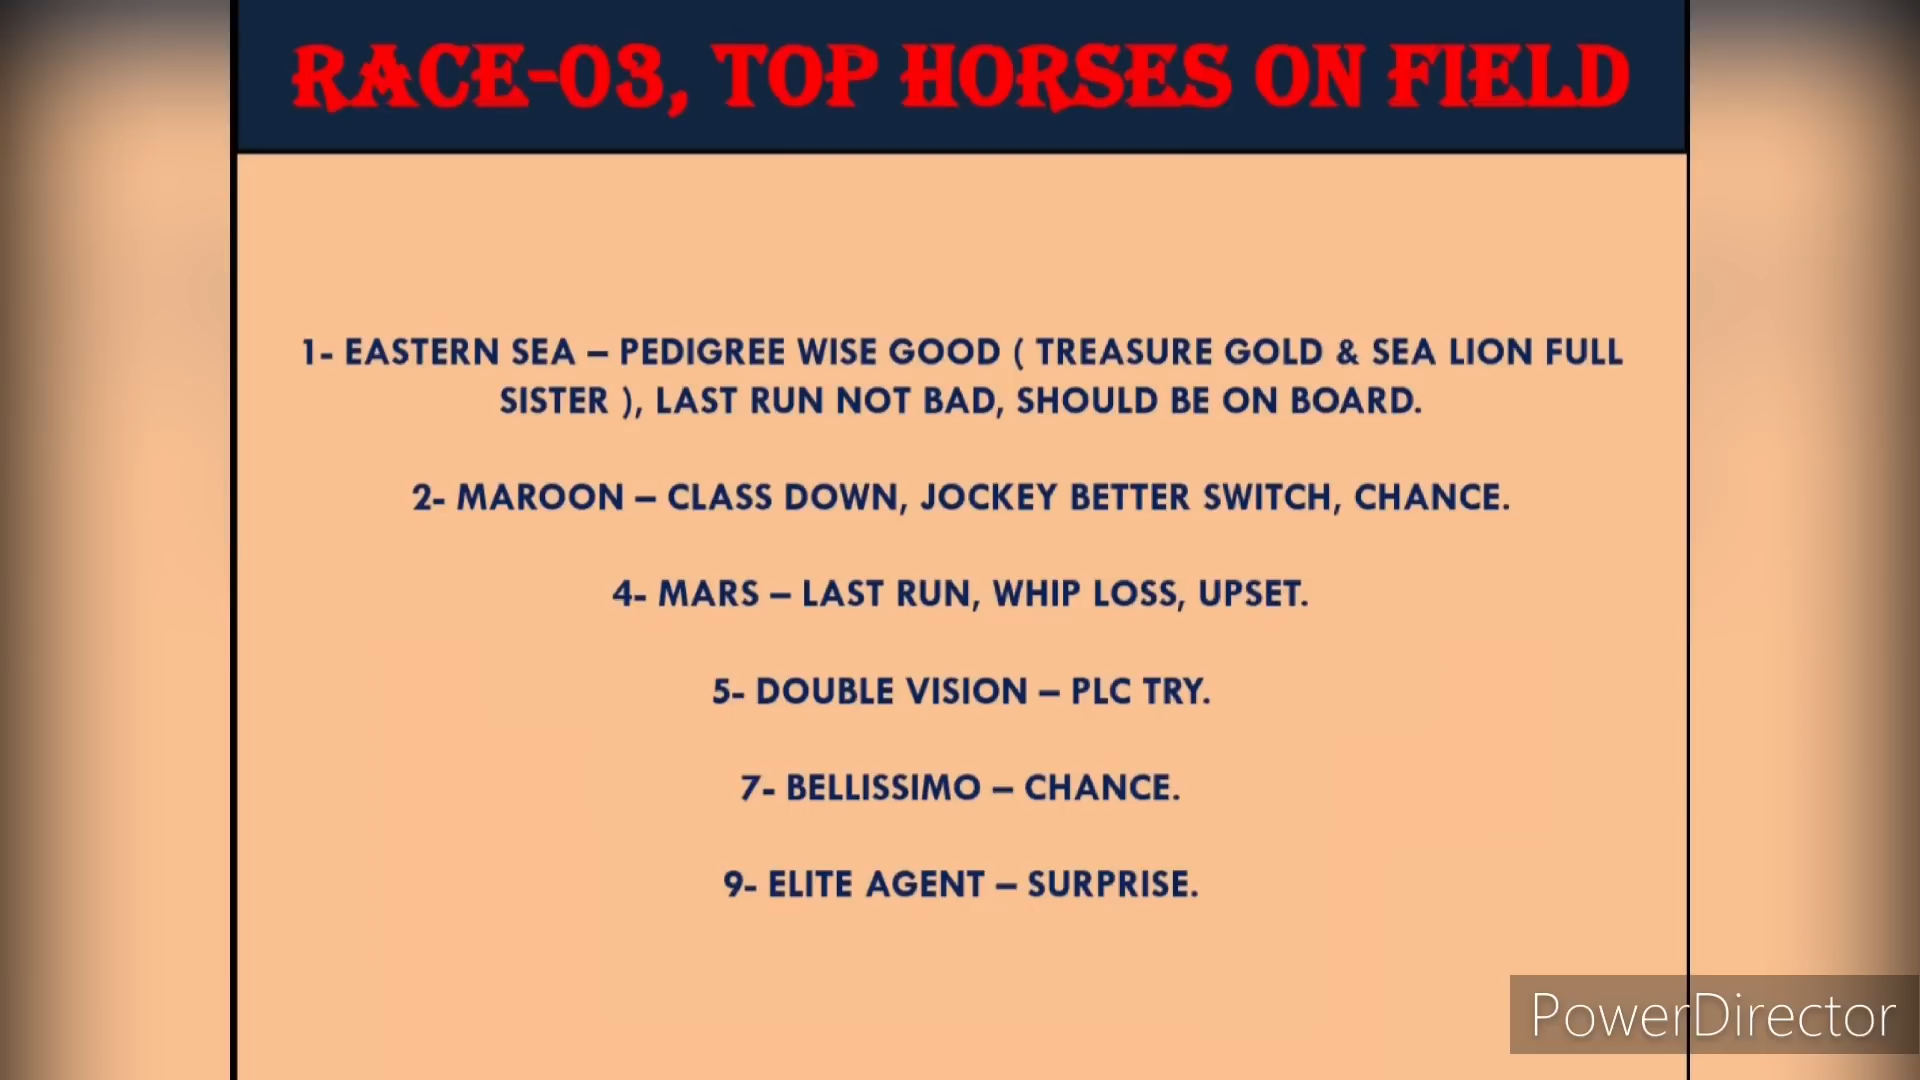 RACE-03, TOP HORSES ON FIELD
1- EASTERN SEA – PEDIGREE WISE GOOD ( TREASURE GOLD & SEA LION FULL
SISTER ), LAST RUN NOT BAD, SHOULD BE ON BOARD.
2- MAROON – CLASS DOWN, JOCKEY BETTER SWITCH, CHANCE.
4- MARS – LAST RUN, WHIP LOSS, UPSET.
5- DOUBLE VISION – PLC TRY.
7- BELLISSIMO – CHANCE.
9- ELITE AGENT – SURPRISE.
PowerDirector